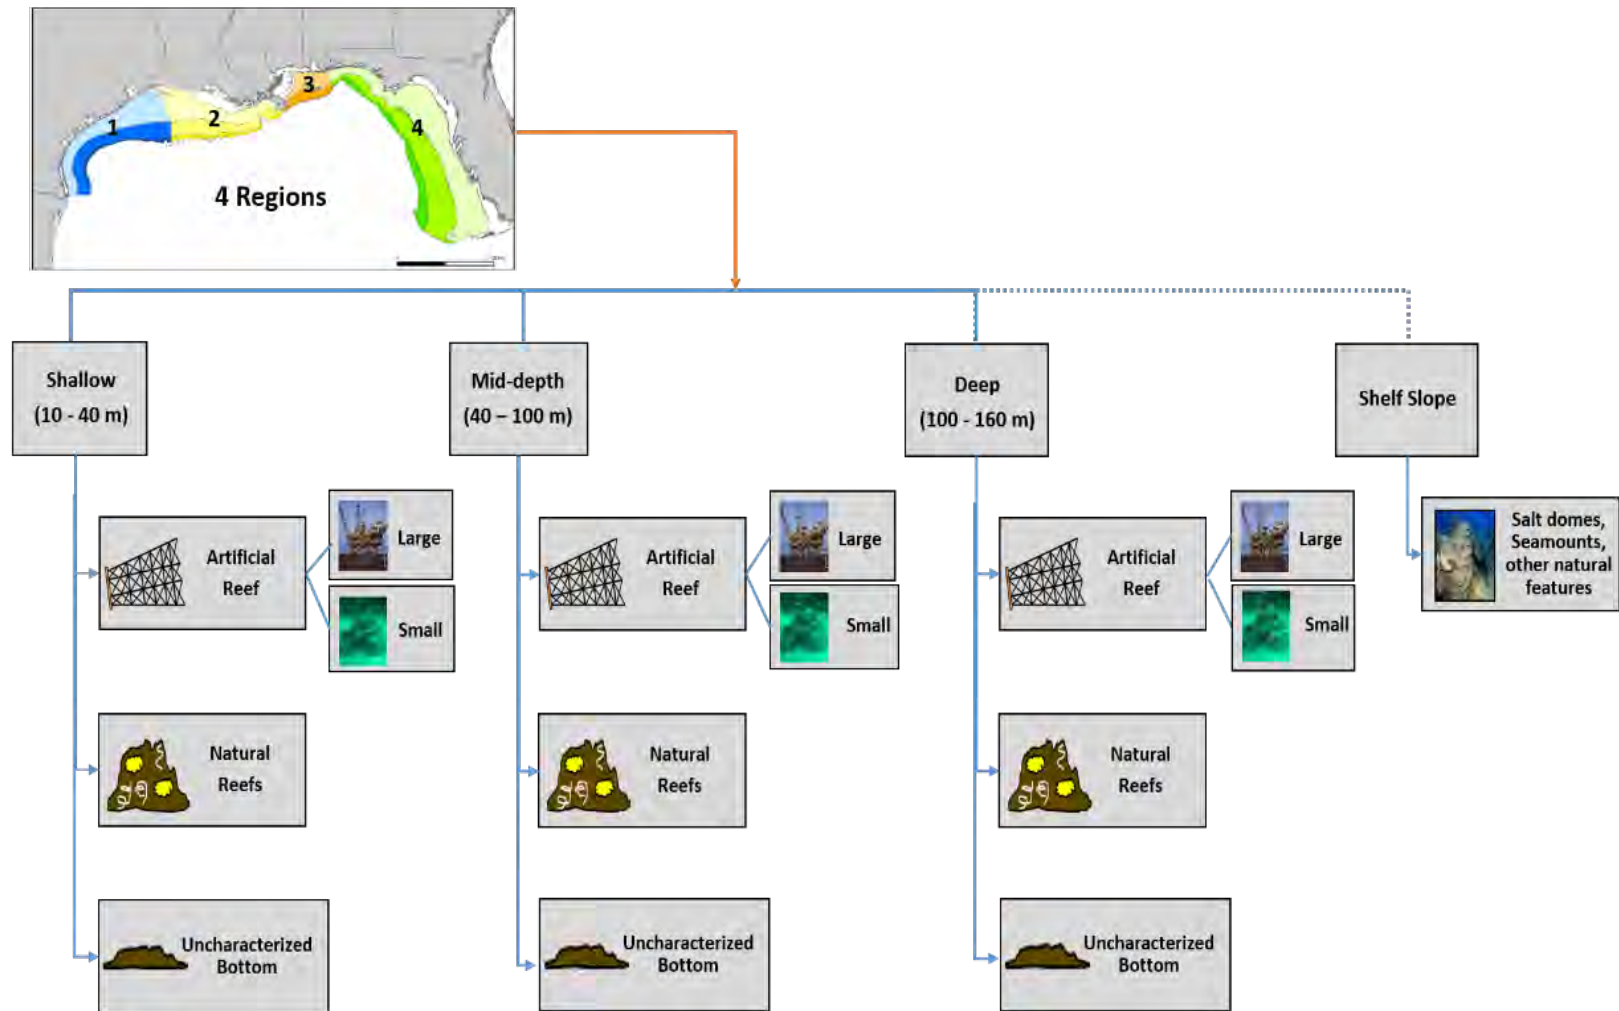 1
2
3
4
4 Regions
Shallow
(10 - 40 m)
Mid-depth
(40 – 100 m)
Deep
(100 - 160 m)
Shelf Slope
Artificial
Reef
Large
Small
Artificial
Reef
Large
Small
Artificial
Reef
Large
Small
Salt domes,
Seamounts,
other natural
features
Natural
Reefs
Natural
Reefs
Natural
Reefs
Uncharacterized
Bottom
Uncharacterized
Bottom
Uncharacterized
Bottom